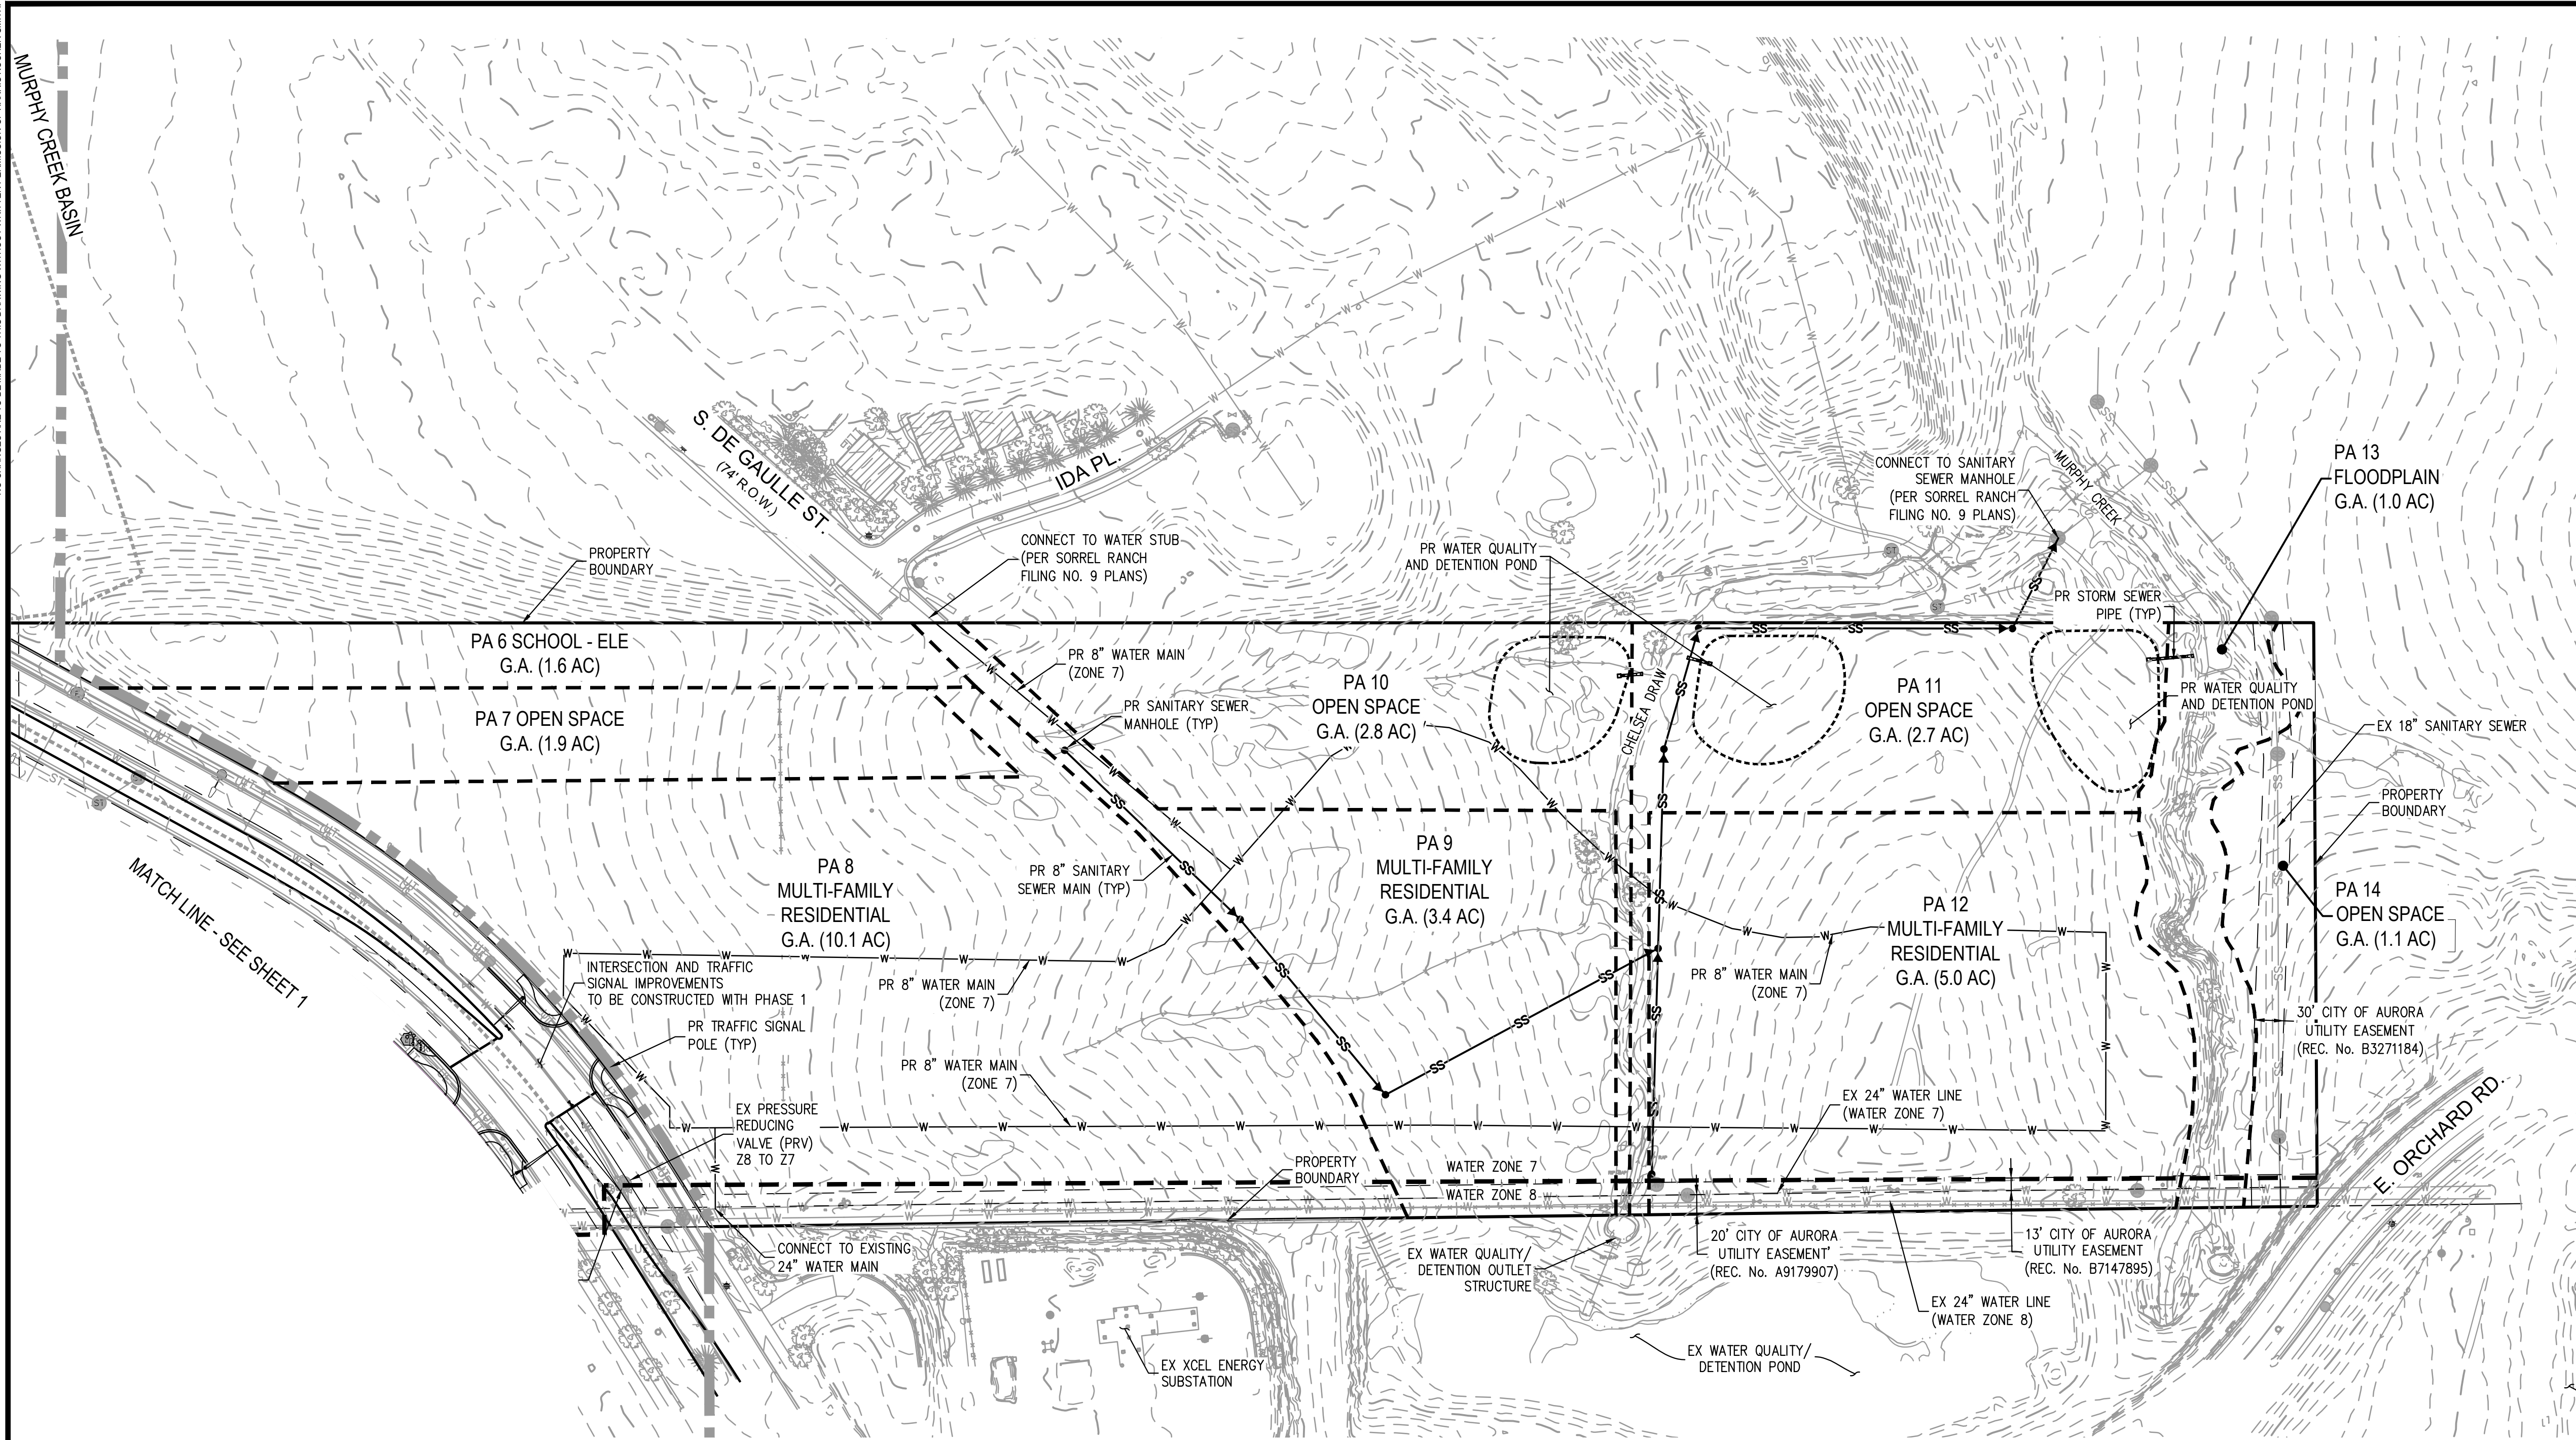 MURPHY CREEK BASIN
S. DE GAULLE ST.
(74' R.O.W.)
IDA PL.
CONNECT TO WATER STUB
(PER SORREL RANCH
FILING NO. 9 PLANS)
PROPERTY
BOUNDARY
PR WATER QUALITY
AND DETENTION POND
CONNECT TO SANITARY
SEWER MANHOLE
(PER SORREL RANCH
FILING NO. 9 PLANS)
MURPHY CREEK
PR STORM SEWER
PIPE (TYP)
PA 13
FLOODPLAIN
G.A. (1.0 AC)
PA 6 SCHOOL - ELE
G.A. (1.6 AC)
PA 7 OPEN SPACE
G.A. (1.9 AC)
PR 8" WATER MAIN
(ZONE 7)
PR SANITARY SEWER
MANHOLE (TYP)
PA 10
OPEN SPACE
G.A. (2.8 AC)
CHELSEA DRAW
PA 11
OPEN SPACE
G.A. (2.7 AC)
PR WATER QUALITY
AND DETENTION POND
EX 18" SANITARY SEWER
PROPERTY
BOUNDARY
MATCH LINE - SEE SHEET 1
PA 8
MULTI-FAMILY
RESIDENTIAL
G.A. (10.1 AC)
PR 8" SANITARY
SEWER MAIN (TYP)
PA 9
MULTI-FAMILY
RESIDENTIAL
G.A. (3.4 AC)
PA 12
MULTI-FAMILY
RESIDENTIAL
G.A. (5.0 AC)
PA 14
OPEN SPACE
G.A. (1.1 AC)
INTERSECTION AND TRAFFIC
SIGNAL IMPROVEMENTS
TO BE CONSTRUCTED WITH PHASE 1
PR 8" WATER MAIN
(ZONE 7)
PR 8" WATER MAIN
(ZONE 7)
30' CITY OF AURORA
UTILITY EASEMENT
(REC. No. B3271184)
PR TRAFFIC SIGNAL
POLE (TYP)
PR 8" WATER MAIN
(ZONE 7)
EX PRESSURE
REDUCING
VALVE (PRV)
Z8 TO Z7
EX 24" WATER LINE
(WATER ZONE 7)
E. ORCHARD RD.
PROPERTY
BOUNDARY
WATER ZONE 7
WATER ZONE 8
CONNECT TO EXISTING
24" WATER MAIN
EX WATER QUALITY/
DETENTION OUTLET
STRUCTURE
20' CITY OF AURORA
UTILITY EASEMENT'
(REC. No. A9179907)
13' CITY OF AURORA
UTILITY EASEMENT
(REC. No. B7147895)
EX 24" WATER LINE
(WATER ZONE 8)
EX XCEL ENERGY
SUBSTATION
EX WATER QUALITY/
DETENTION POND